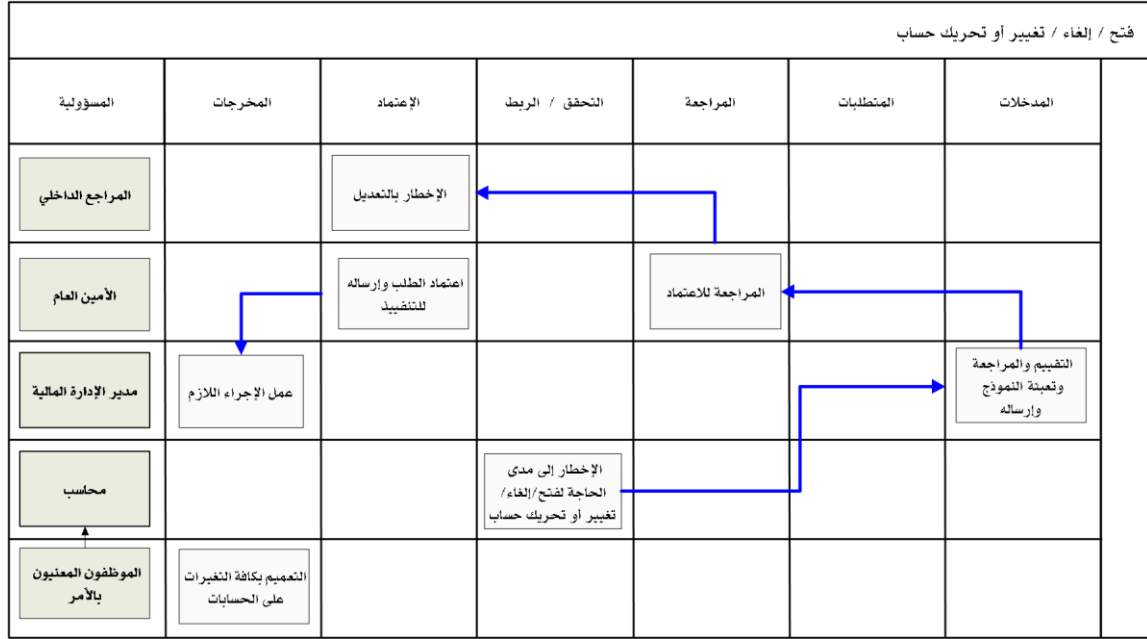 فتح / إلغاء / تغيير أو تحريك حساب
المدخلات
المتطلبات
المراجعة
التحقق / الربط
الإعتماد
المخرجات
المسؤولية
الإخطار بالتعديل
المراجع الداخلي
المراجعة للاعتماد
اعتماد الطلب وإرساله
للتنفييذ
الأمين العام
التقييم والمراجعة
وتعبئة النموذج
وإرساله
عمل الإجراء اللازم
مدير الإدارة المالية
الإخطار إلى مدى
الحاجة لفتح/إلغاء/
تغيير أو تحريك حساب
محاسب
التعميم بكافة التغيرات
على الحسابات
الموظفون المعنيون
بالأمر